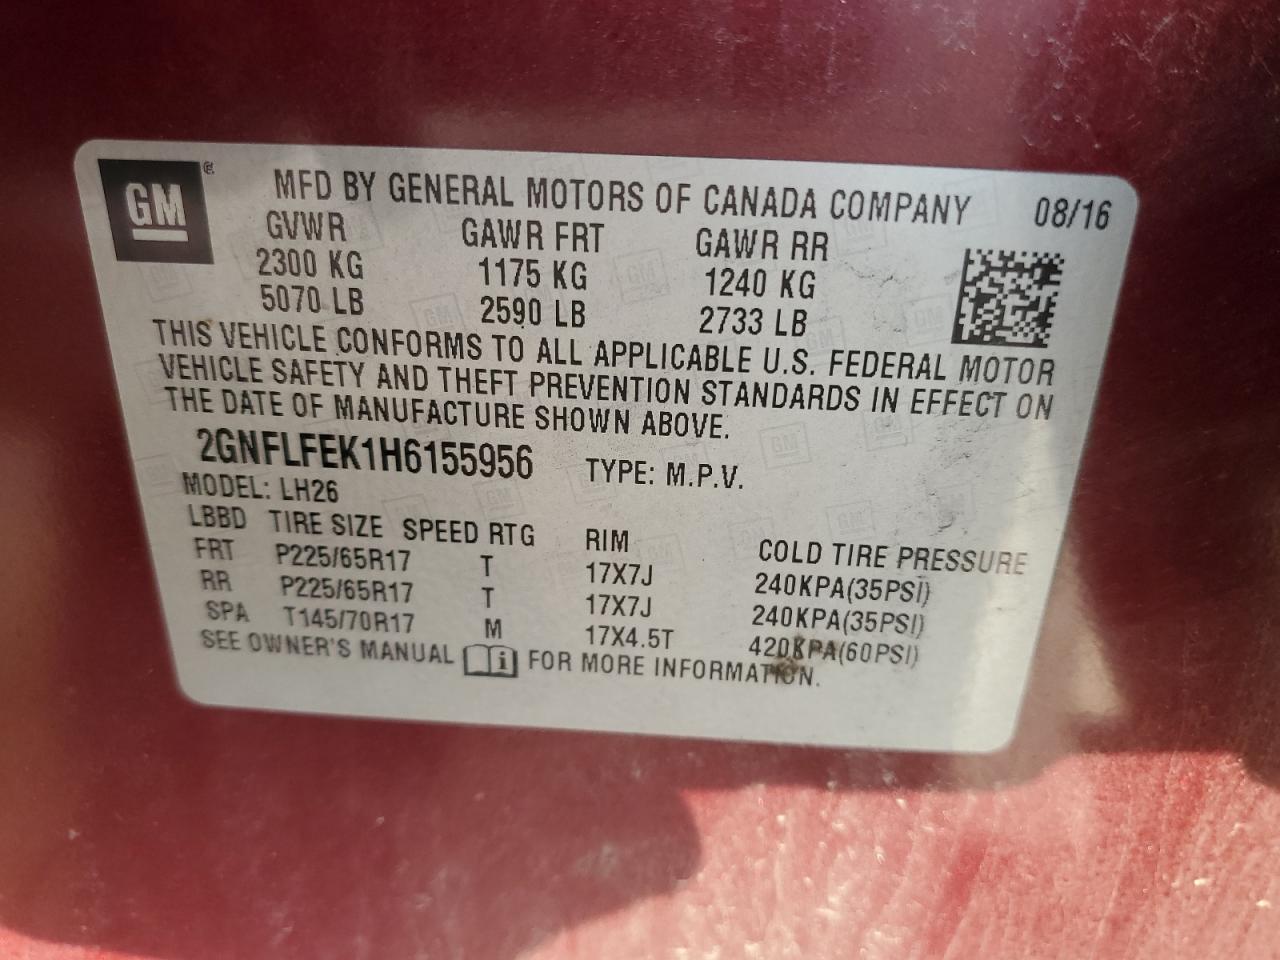 GM
MFD BY GENERAL MOTORS OF CANADA COMPANY 08/16
GVWR GAWR FRT GAWR RR
2300 KG 1175 KG 1240 KG
5070 LB 2590 LB 2733 LB
THIS VEHICLE CONFORMS TO ALL APPLICABLE U.S. FEDERAL MOTOR
VEHICLE SAFETY AND THEFT PREVENTION STANDARDS IN EFFECT ON
THE DATE OF MANUFACTURE SHOWN ABOVE.
2GNFLFEK1H6155956 TYPE: M.P.V.
MODEL: LH26
LBBD TIRE SIZE SPEED RTG RIM COLD TIRE PRESSURE
FRT P225/65R17 T 17X7J 240KPA(35PSI)
RR P225/65R17 T 17X7J 240KPA(35PSI)
SPA T145/70R17 M 17X4.5T 420KPA(60PSI)
SEE OWNER'S MANUAL i FOR MORE INFORMATION.